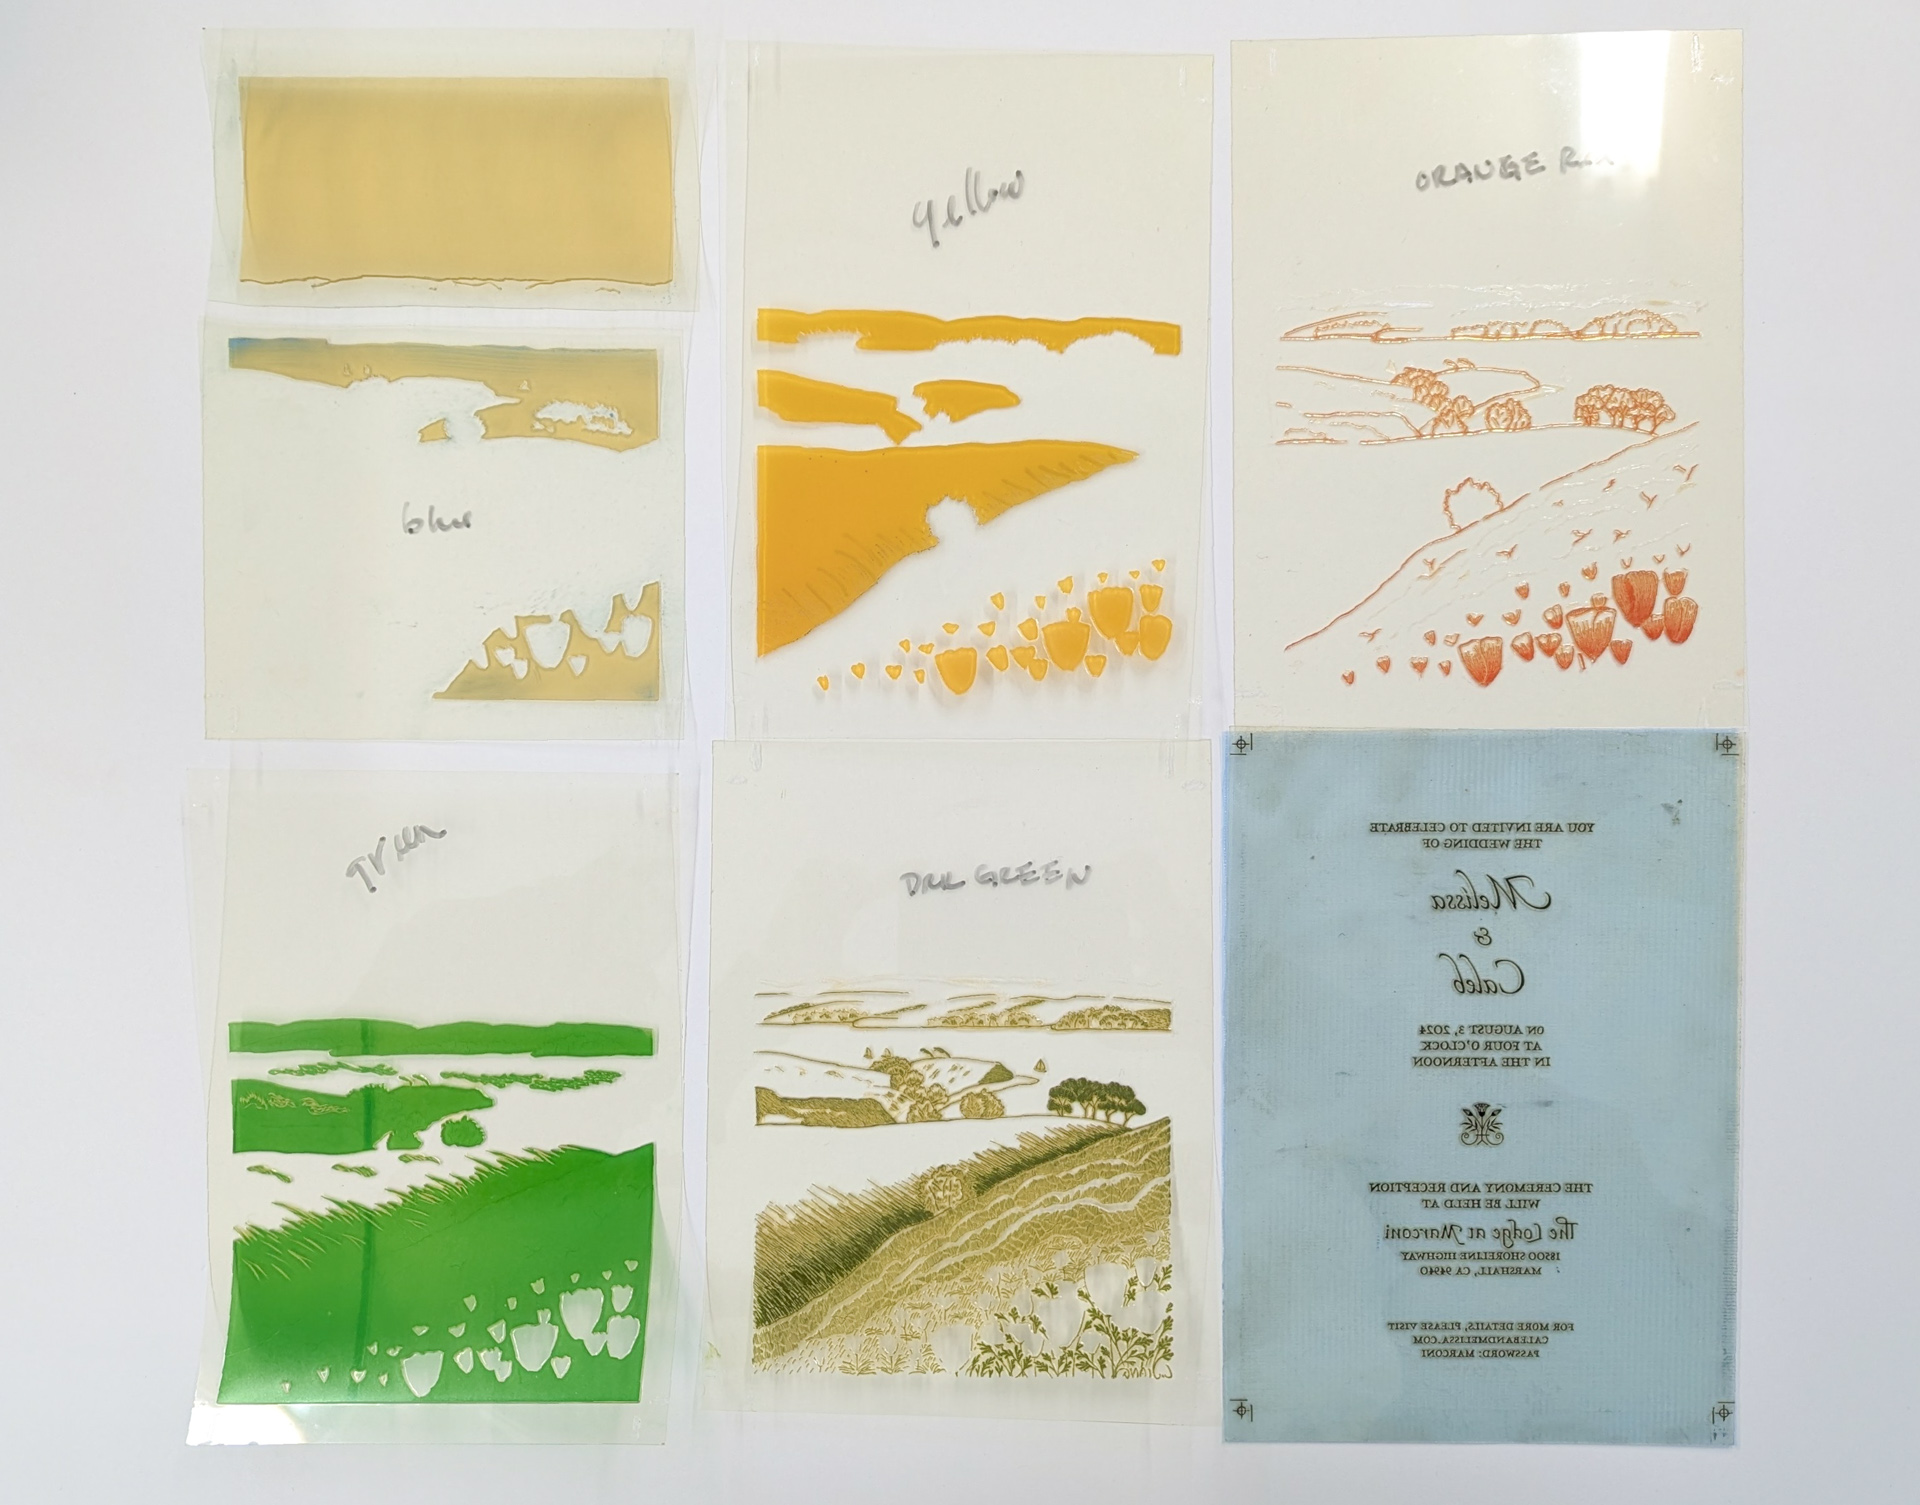 yellow
ORANGE
blue
green
DRK GREEN
YOU ARE INVITED TO CELEBRATE
THE WEDDING OF
Melissa
&
Caleb
ON AUGUST 3, 2024
AT FOUR O'CLOCK
IN THE AFTERNOON
THE CEREMONY AND RECEPTION
WILL BE HELD AT
The Lodge at Marconi
18500 SHORELINE HIGHWAY
MARSHALL, CA 94940
FOR MORE DETAILS, PLEASE VISIT
CALEBANDMELISSA.COM
PASSWORD: MARCONI